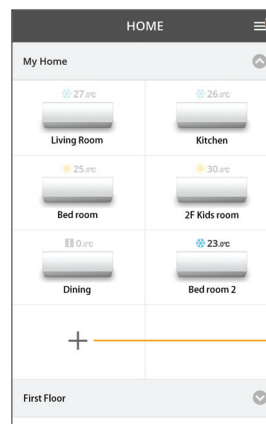 HOME
My Home
27.0°C
26.0°C
Living Room
Kitchen
25.0°C
30.0°C
Bed room
2F Kids room
0.0°C
23.0°C
Dining
Bed room 2
First Floor